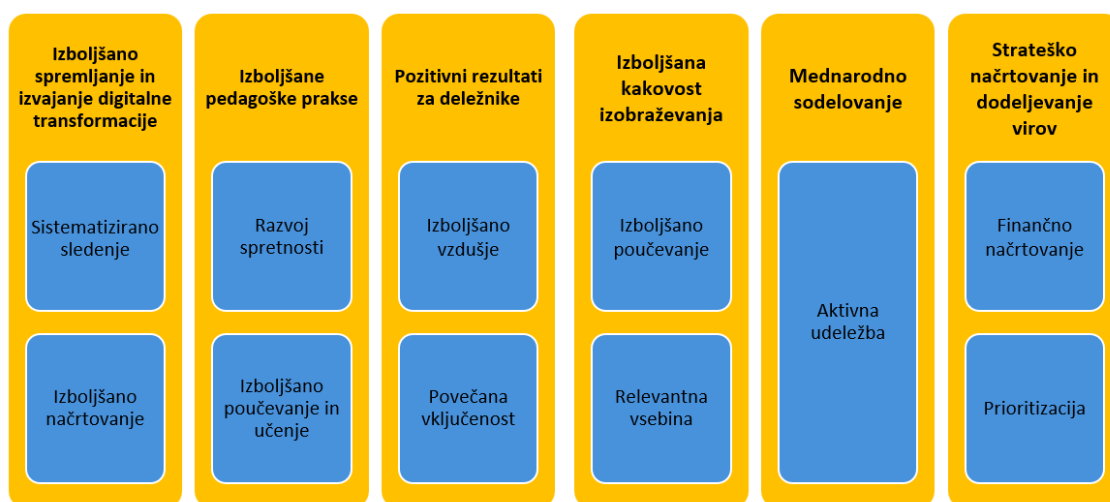 Izboljšano
spremljanje in
izvajanje digitalne
transformacije
Sistematizirano
sledenje
Izboljšano
načrtovanje
Izboljšane
pedagoške prakse
Razvoj
spretnosti
Izboljšano
poučevanje in
učenje
Pozitivni rezultati
za deležnike
Izboljšano
vzdušje
Povečana
vključenost
Izboljšana
kakovost
izobraževanja
Izboljšano
poučevanje
Relevantna
vsebina
Mednarodno
sodelovanje
Aktivna
udeležba
Strateško
načrtovanje in
dodeljevanje
virov
Finančno
načrtovanje
Prioritizacija